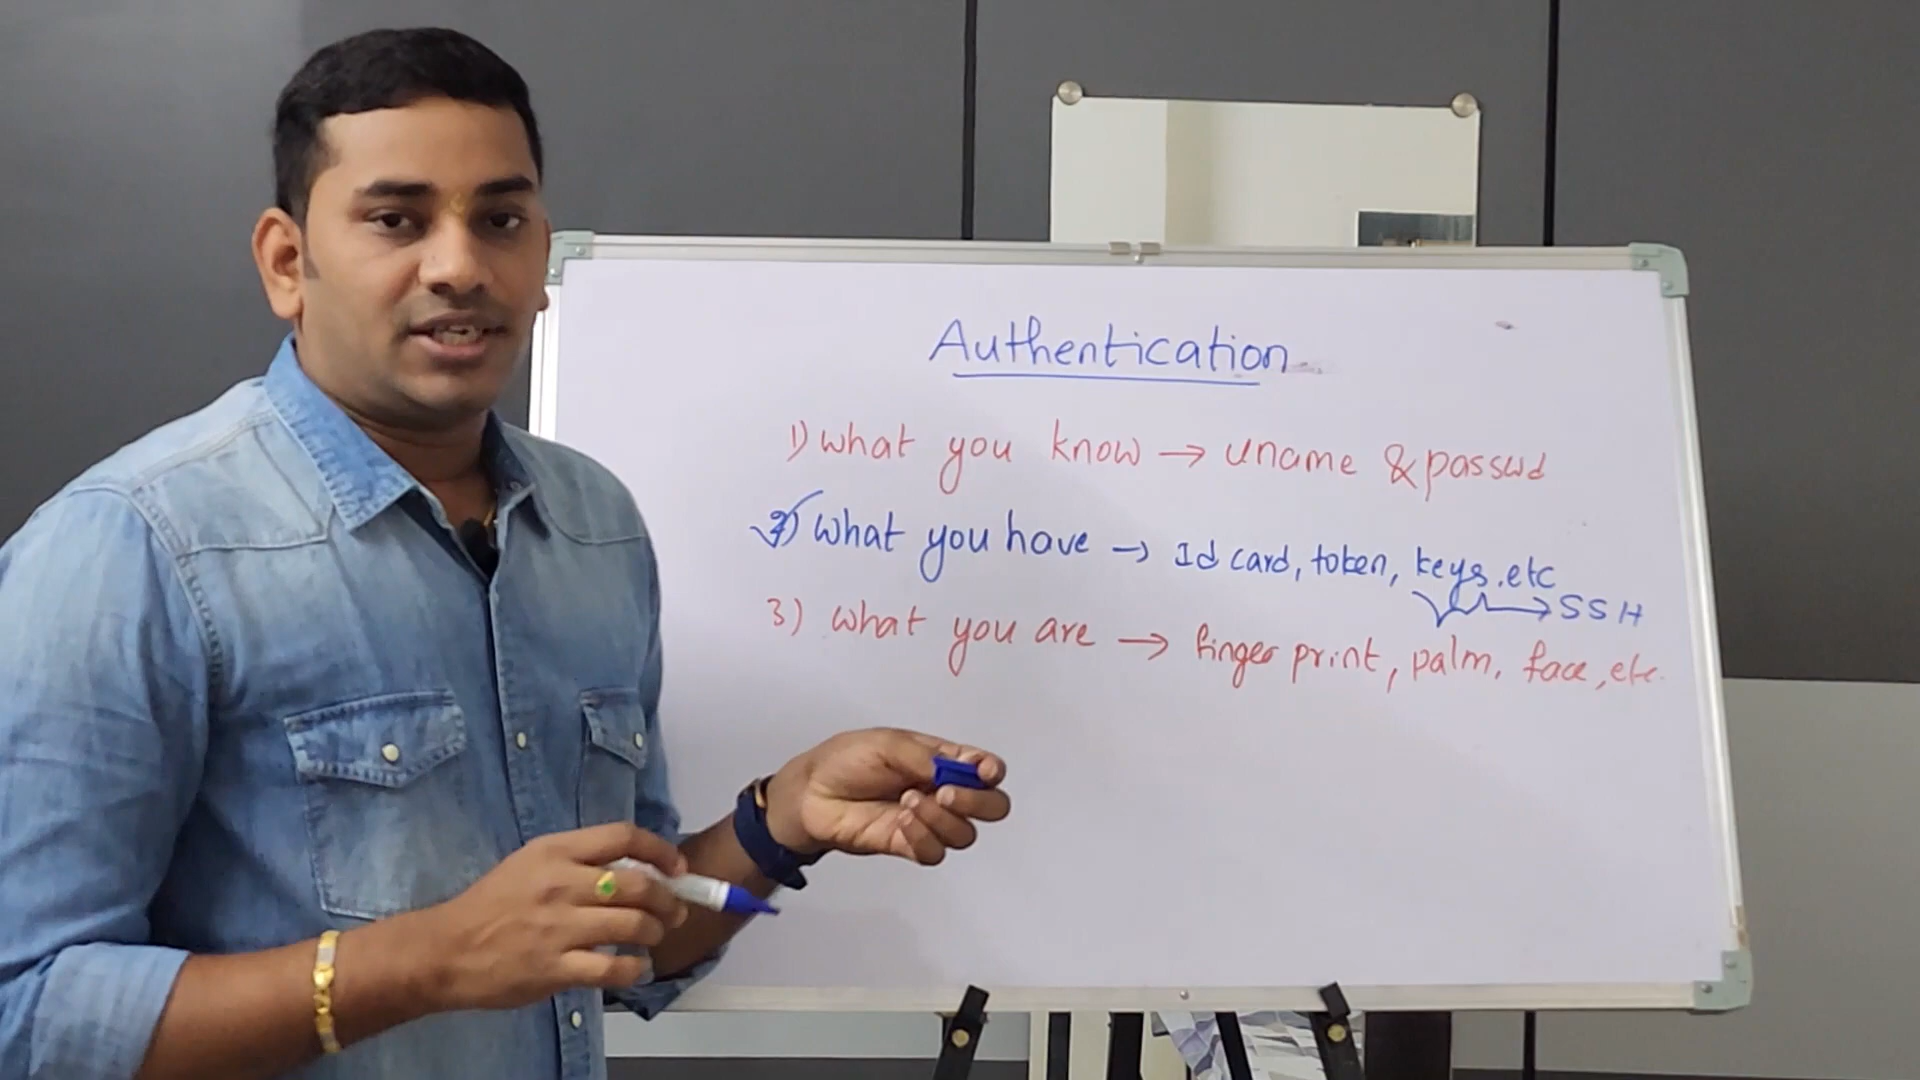 Authentication
1) what you know → uname & passwd
2) what you have → Id card, token, keys.etc
→ SSH
3) what you are → finger print, palm, face, etc.